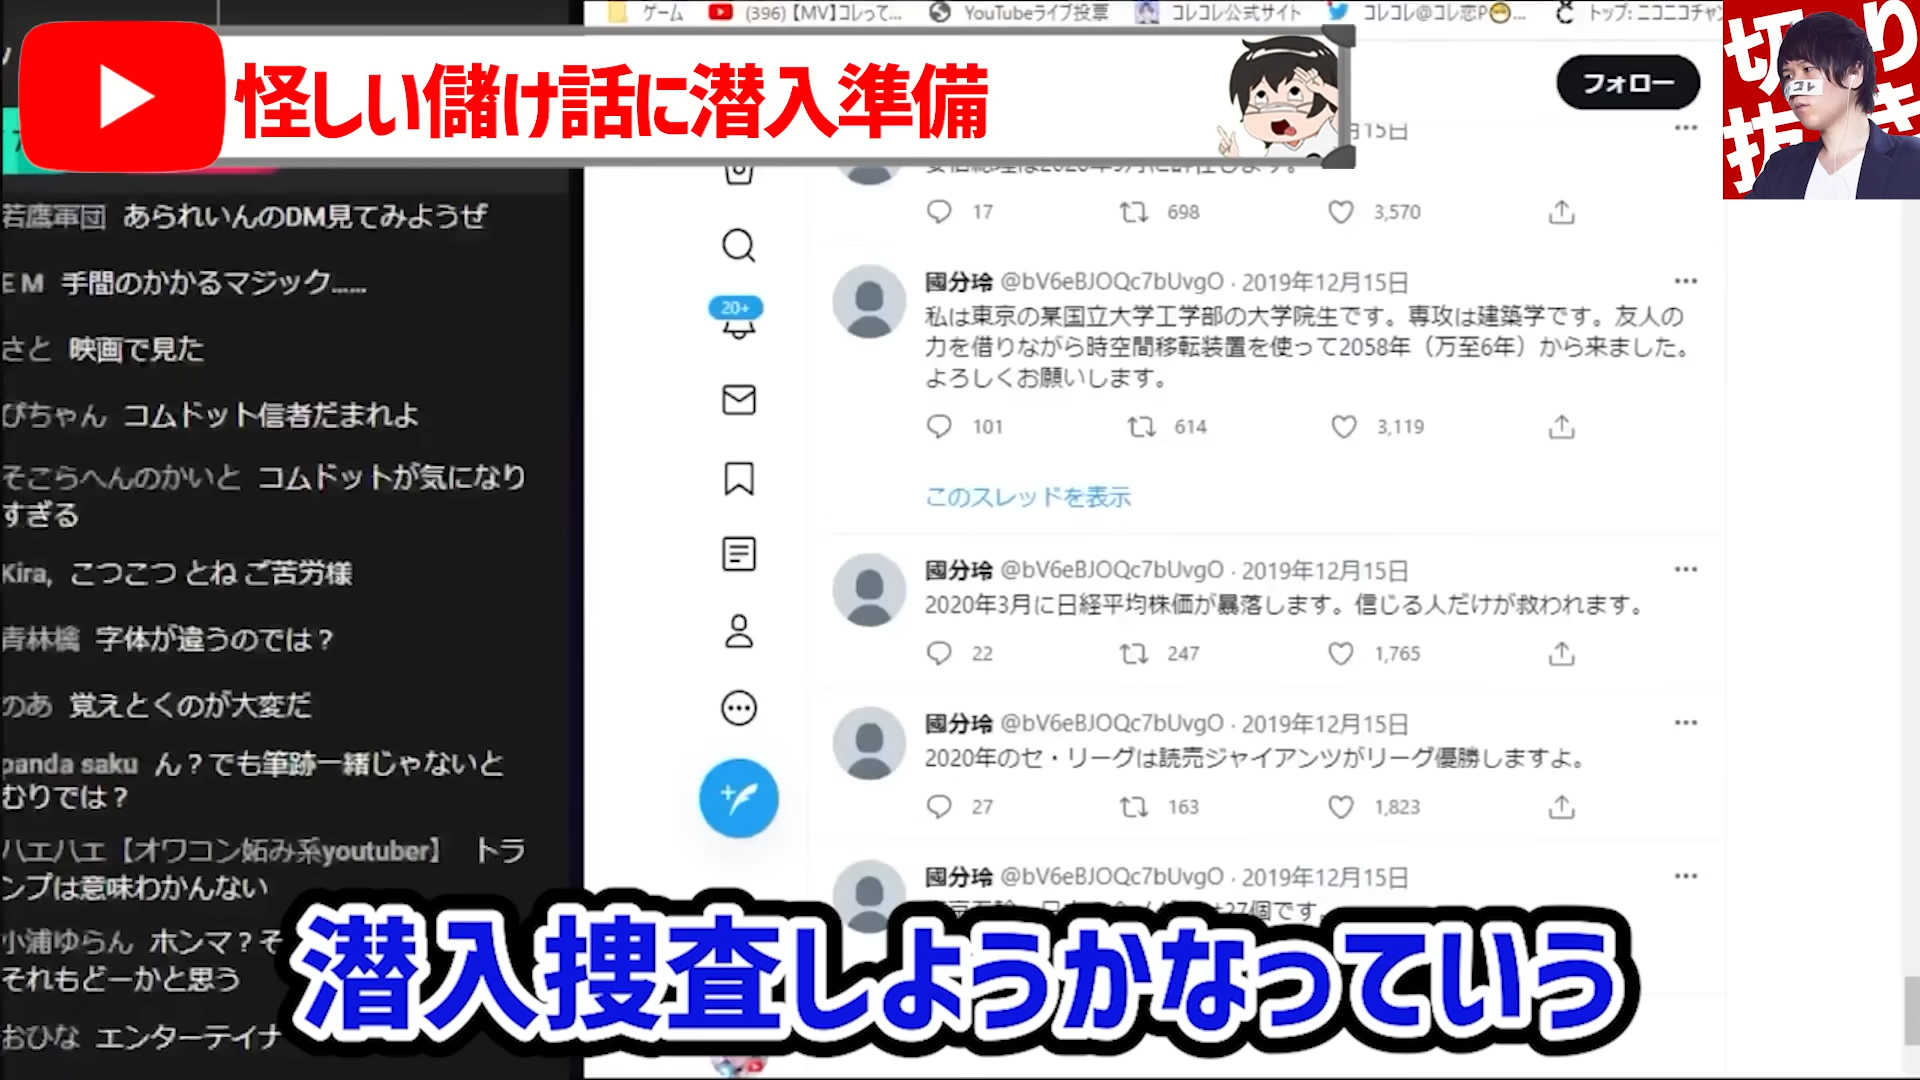 ゲーム
(396)【MV】コレって...
YouTubeライブ投票
コレコレ公式サイト
コレコレ@コレ恋P...
トップ: ニコニコチャン
怪しい儲け話に潜入準備
フォロー
切り抜き
コレ
月15日
17 698 3,570
20+
國分玲 @bV6eBJOQc7bUvgO · 2019年12月15日
私は東京の某国立大学工学部の大学院生です。専攻は建築学です。友人の
力を借りながら時空間移転装置を使って2058年（万至6年）から来ました。
よろしくお願いします。
101 614 3,119
このスレッドを表示
國分玲 @bV6eBJOQc7bUvgO · 2019年12月15日
2020年3月に日経平均株価が暴落します。信じる人だけが救われます。
22 247 1,765
國分玲 @bV6eBJOQc7bUvgO · 2019年12月15日
2020年のセ・リーグは読売ジャイアンツがリーグ優勝しますよ。
27 163 1,823
國分玲 @bV6eBJOQc7bUvgO · 2019年12月15日
27個です。
若鷹軍団 あられいんのDM見てみようぜ
E M 手間のかかるマジック……
さと 映画で見た
ぴちゃん コムドット信者だまれよ
そこらへんのかいと コムドットが気になり
すぎる
Kira, こつこつ とね ご苦労様
青林檎 字体が違うのでは？
のあ 覚えとくのが大変だ
panda saku ん？でも筆跡一緒じゃないと
むりでは？
ハエハエ【オワコン妬み系youtuber】 トラ
ンプは意味わかんない
小浦ゆらん ホンマ？そ
それもどーかと思う
おひな エンターテイナ
潜入捜査しようかなっていう